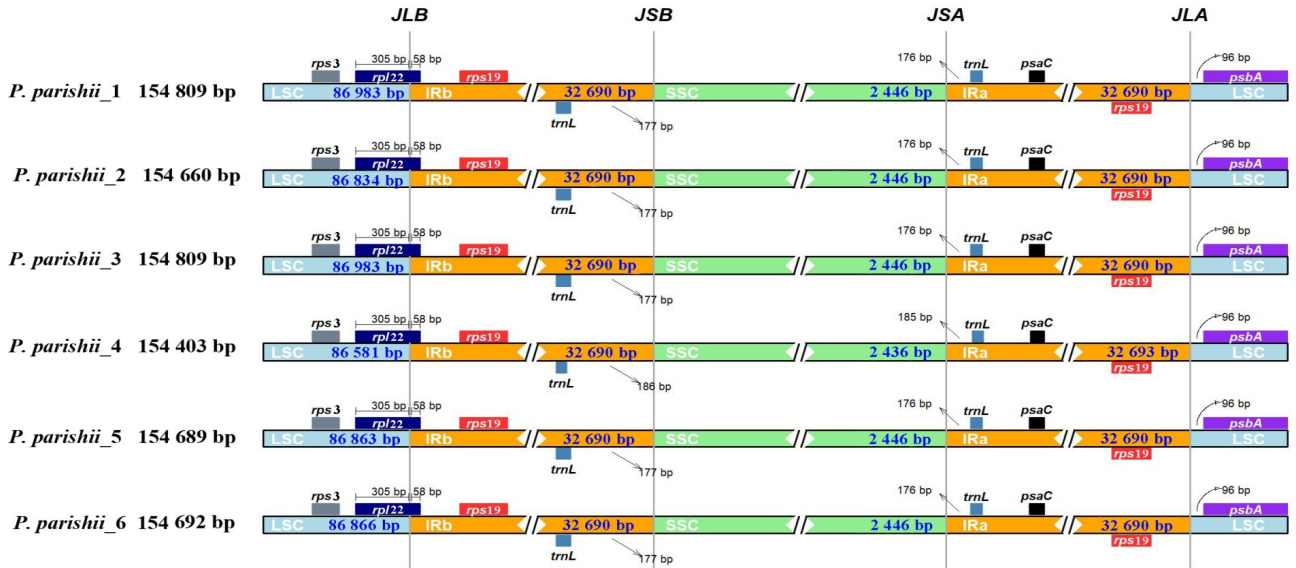 JLB JSB JSA JLA
rps3 305 bp 58 bp 176 bp trnL psaC 96 bp
rpl22 rps19 psbA
P. parishii_1 154 809 bp LSC 86 983 bp IRb 32 690 bp SSC 2 446 bp IRa 32 690 bp LSC
trnL 177 bp rps19
rps3 305 bp 58 bp 176 bp trnL psaC 96 bp
rpl22 rps19 psbA
P. parishii_2 154 660 bp LSC 86 834 bp IRb 32 690 bp SSC 2 446 bp IRa 32 690 bp LSC
trnL 177 bp rps19
rps3 305 bp 58 bp 176 bp trnL psaC 96 bp
rpl22 rps19 psbA
P. parishii_3 154 809 bp LSC 86 983 bp IRb 32 690 bp SSC 2 446 bp IRa 32 690 bp LSC
trnL 177 bp rps19
rps3 305 bp 58 bp 185 bp trnL psaC 96 bp
rpl22 rps19 psbA
P. parishii_4 154 403 bp LSC 86 581 bp IRb 32 690 bp SSC 2 436 bp IRa 32 693 bp LSC
trnL 186 bp rps19
rps3 305 bp 58 bp 176 bp trnL psaC 96 bp
rpl22 rps19 psbA
P. parishii_5 154 689 bp LSC 86 863 bp IRb 32 690 bp SSC 2 446 bp IRa 32 690 bp LSC
trnL 177 bp rps19
rps3 305 bp 58 bp 176 bp trnL psaC 96 bp
rpl22 rps19 psbA
P. parishii_6 154 692 bp LSC 86 866 bp IRb 32 690 bp SSC 2 446 bp IRa 32 690 bp LSC
trnL 177 bp rps19